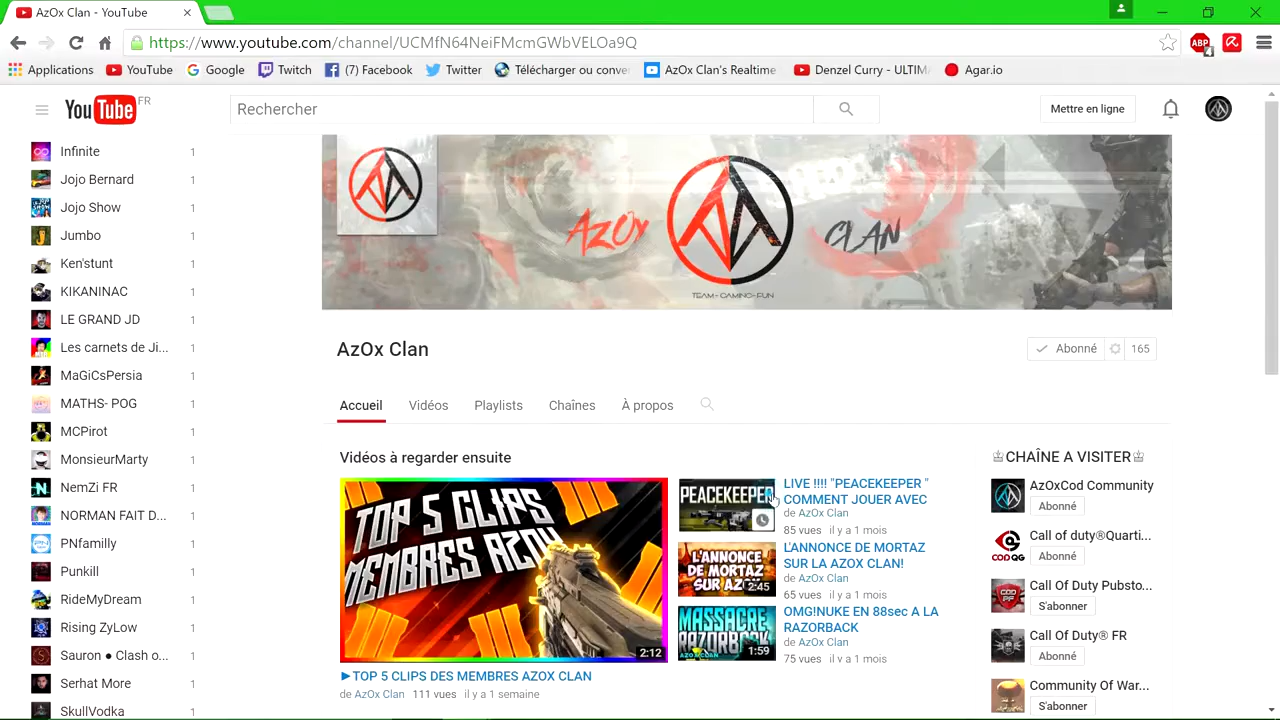 AzOx Clan - YouTube
https://www.youtube.com/channel/UCMfN64NeiFMcmGWbVELOa9Q
Applications
YouTube
Google
Twitch
(7) Facebook
Twitter
Télécharger ou conve
AzOx Clan's Realtime
Denzel Curry - ULTIMA
Agar.io
ABP
4
YouTube FR
Rechercher
Mettre en ligne
Infinite 1
Jojo Bernard 1
Jojo Show 1
Jumbo 1
Ken'stunt 1
KIKANINAC 1
LE GRAND JD 1
Les carnets de Ji... 1
MaGiCsPersia 1
MATHS- POG 1
MCPirot 1
MonsieurMarty 1
NemZi FR 1
NORMAN FAIT D... 1
PNfamilly 1
Punkill 1
RideMyDream 1
Rising ZyLow 1
Sauron ● Clash o... 1
Serhat More 1
SkullVodka 1
AzOx CLAN
TEAM-GAMING-FUN
AzOx Clan
Abonné 165
Accueil
Vidéos
Playlists
Chaînes
À propos
Vidéos à regarder ensuite
TOP 5 CLIPS
MEMBRES AZOX
2:12
►TOP 5 CLIPS DES MEMBRES AZOX CLAN
de AzOx Clan 111 vues il y a 1 semaine
PEACEKEEPER
LIVE !!!! "PEACEKEEPER "
COMMENT JOUER AVEC
de AzOx Clan
85 vues il y a 1 mois
L'ANNONCE
DE MORTAZ
SUR AZOX
2:45
L'ANNONCE DE MORTAZ
SUR LA AZOX CLAN!
de AzOx Clan
65 vues il y a 1 mois
MASSACRE
RAZORBACK
AZOX CLAN
1:59
OMG!NUKE EN 88sec A LA
RAZORBACK
de AzOx Clan
75 vues il y a 1 mois
♕CHAÎNE A VISITER♕
AzOxCod Community
Abonné
COD QG
Call of duty®Quarti...
Abonné
COD
PF
Call Of Duty Pubsto...
S'abonner
Call Of Duty® FR
Abonné
Community Of War...
S'abonner